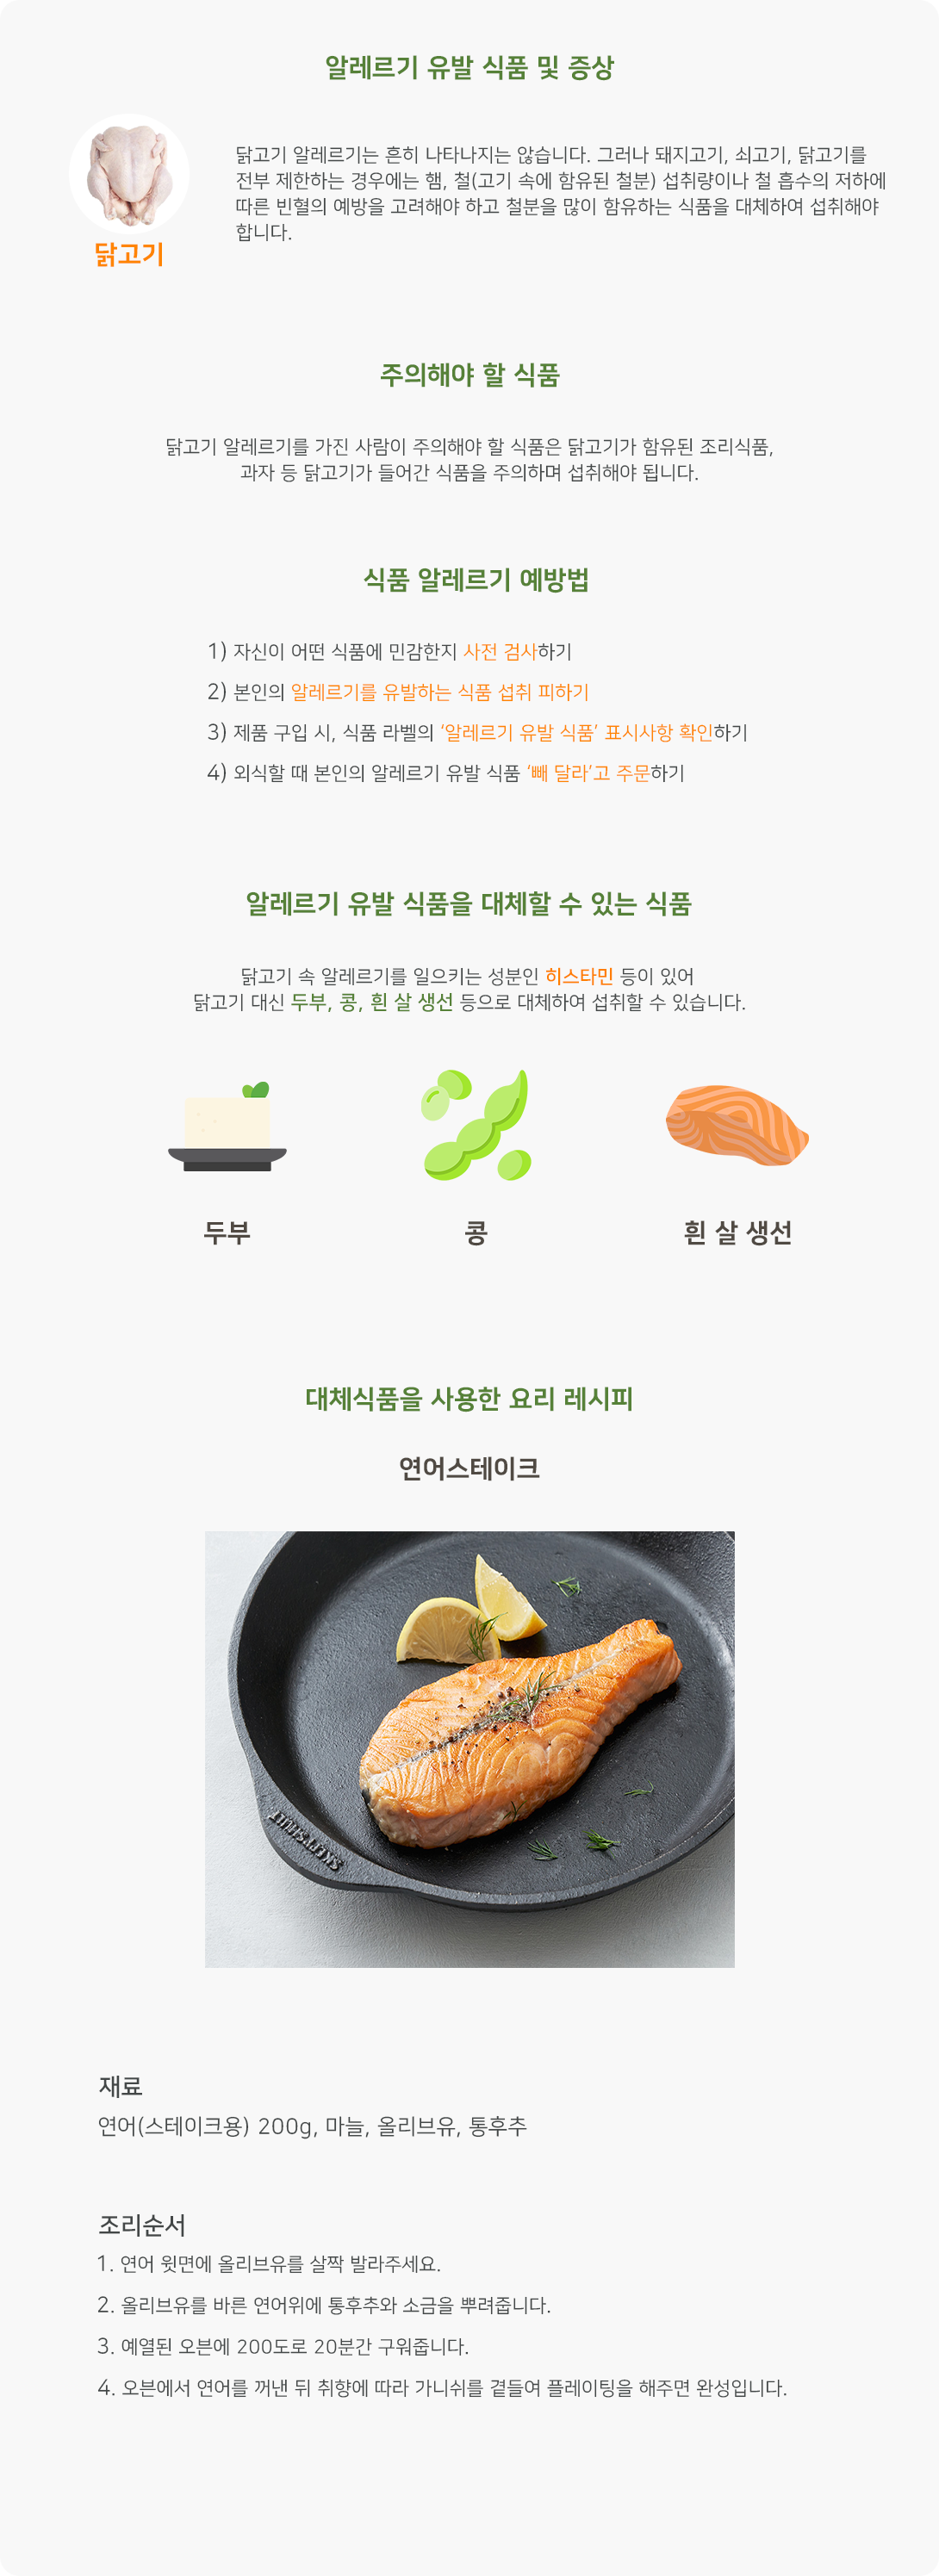 알레르기 유발 식품 및 증상
닭고기 알레르기는 흔히 나타나지는 않습니다. 그러나 돼지고기, 쇠고기, 닭고기를
전부 제한하는 경우에는 햄, 철(고기 속에 함유된 철분) 섭취량이나 철 흡수의 저하에
따른 빈혈의 예방을 고려해야 하고 철분을 많이 함유하는 식품을 대체하여 섭취해야
합니다.
닭고기
주의해야 할 식품
닭고기 알레르기를 가진 사람이 주의해야 할 식품은 닭고기가 함유된 조리식품,
과자 등 닭고기가 들어간 식품을 주의하며 섭취해야 됩니다.
식품 알레르기 예방법
1) 자신이 어떤 식품에 민감한지 사전 검사하기
2) 본인의 알레르기를 유발하는 식품 섭취 피하기
3) 제품 구입 시, 식품 라벨의 ‘알레르기 유발 식품’ 표시사항 확인하기
4) 외식할 때 본인의 알레르기 유발 식품 ‘빼 달라’고 주문하기
알레르기 유발 식품을 대체할 수 있는 식품
닭고기 속 알레르기를 일으키는 성분인 히스타민 등이 있어
닭고기 대신 두부, 콩, 흰 살 생선 등으로 대체하여 섭취할 수 있습니다.
두부
콩
흰 살 생선
대체식품을 사용한 요리 레시피
연어스테이크
재료
연어(스테이크용) 200g, 마늘, 올리브유, 통후추
조리순서
1. 연어 윗면에 올리브유를 살짝 발라주세요.
2. 올리브유를 바른 연어위에 통후추와 소금을 뿌려줍니다.
3. 예열된 오븐에 200도로 20분간 구워줍니다.
4. 오븐에서 연어를 꺼낸 뒤 취향에 따라 가니쉬를 곁들여 플레이팅을 해주면 완성입니다.